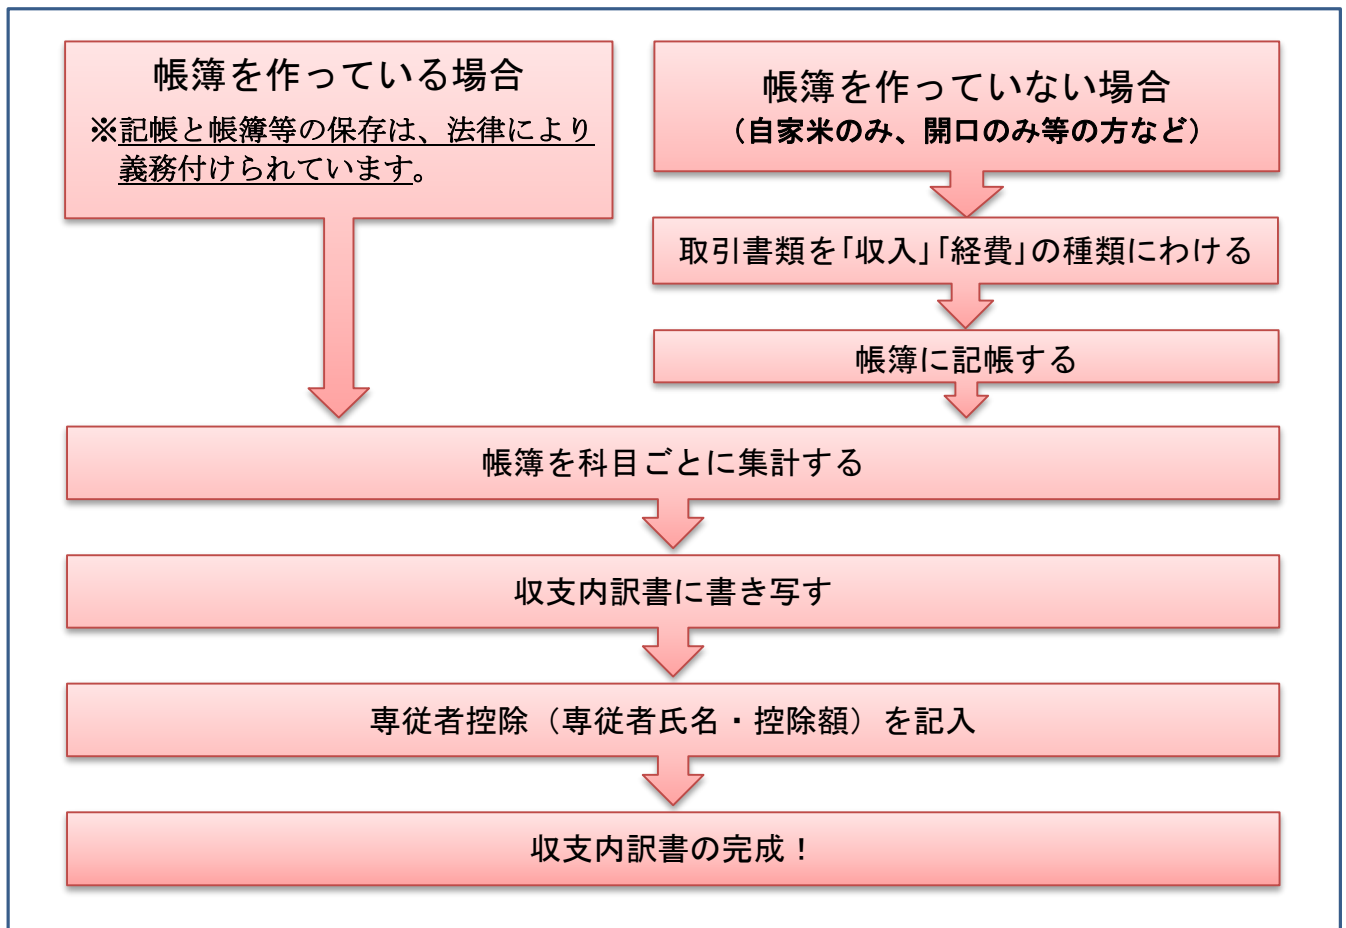 帳簿を作っている場合
※記帳と帳簿等の保存は、法律により
義務付けられています。
帳簿を作っていない場合
（自家米のみ、開口のみ等の方など）
取引書類を「収入」「経費」の種類にわける
帳簿に記帳する
帳簿を科目ごとに集計する
収支内訳書に書き写す
専従者控除（専従者氏名・控除額）を記入
収支内訳書の完成！